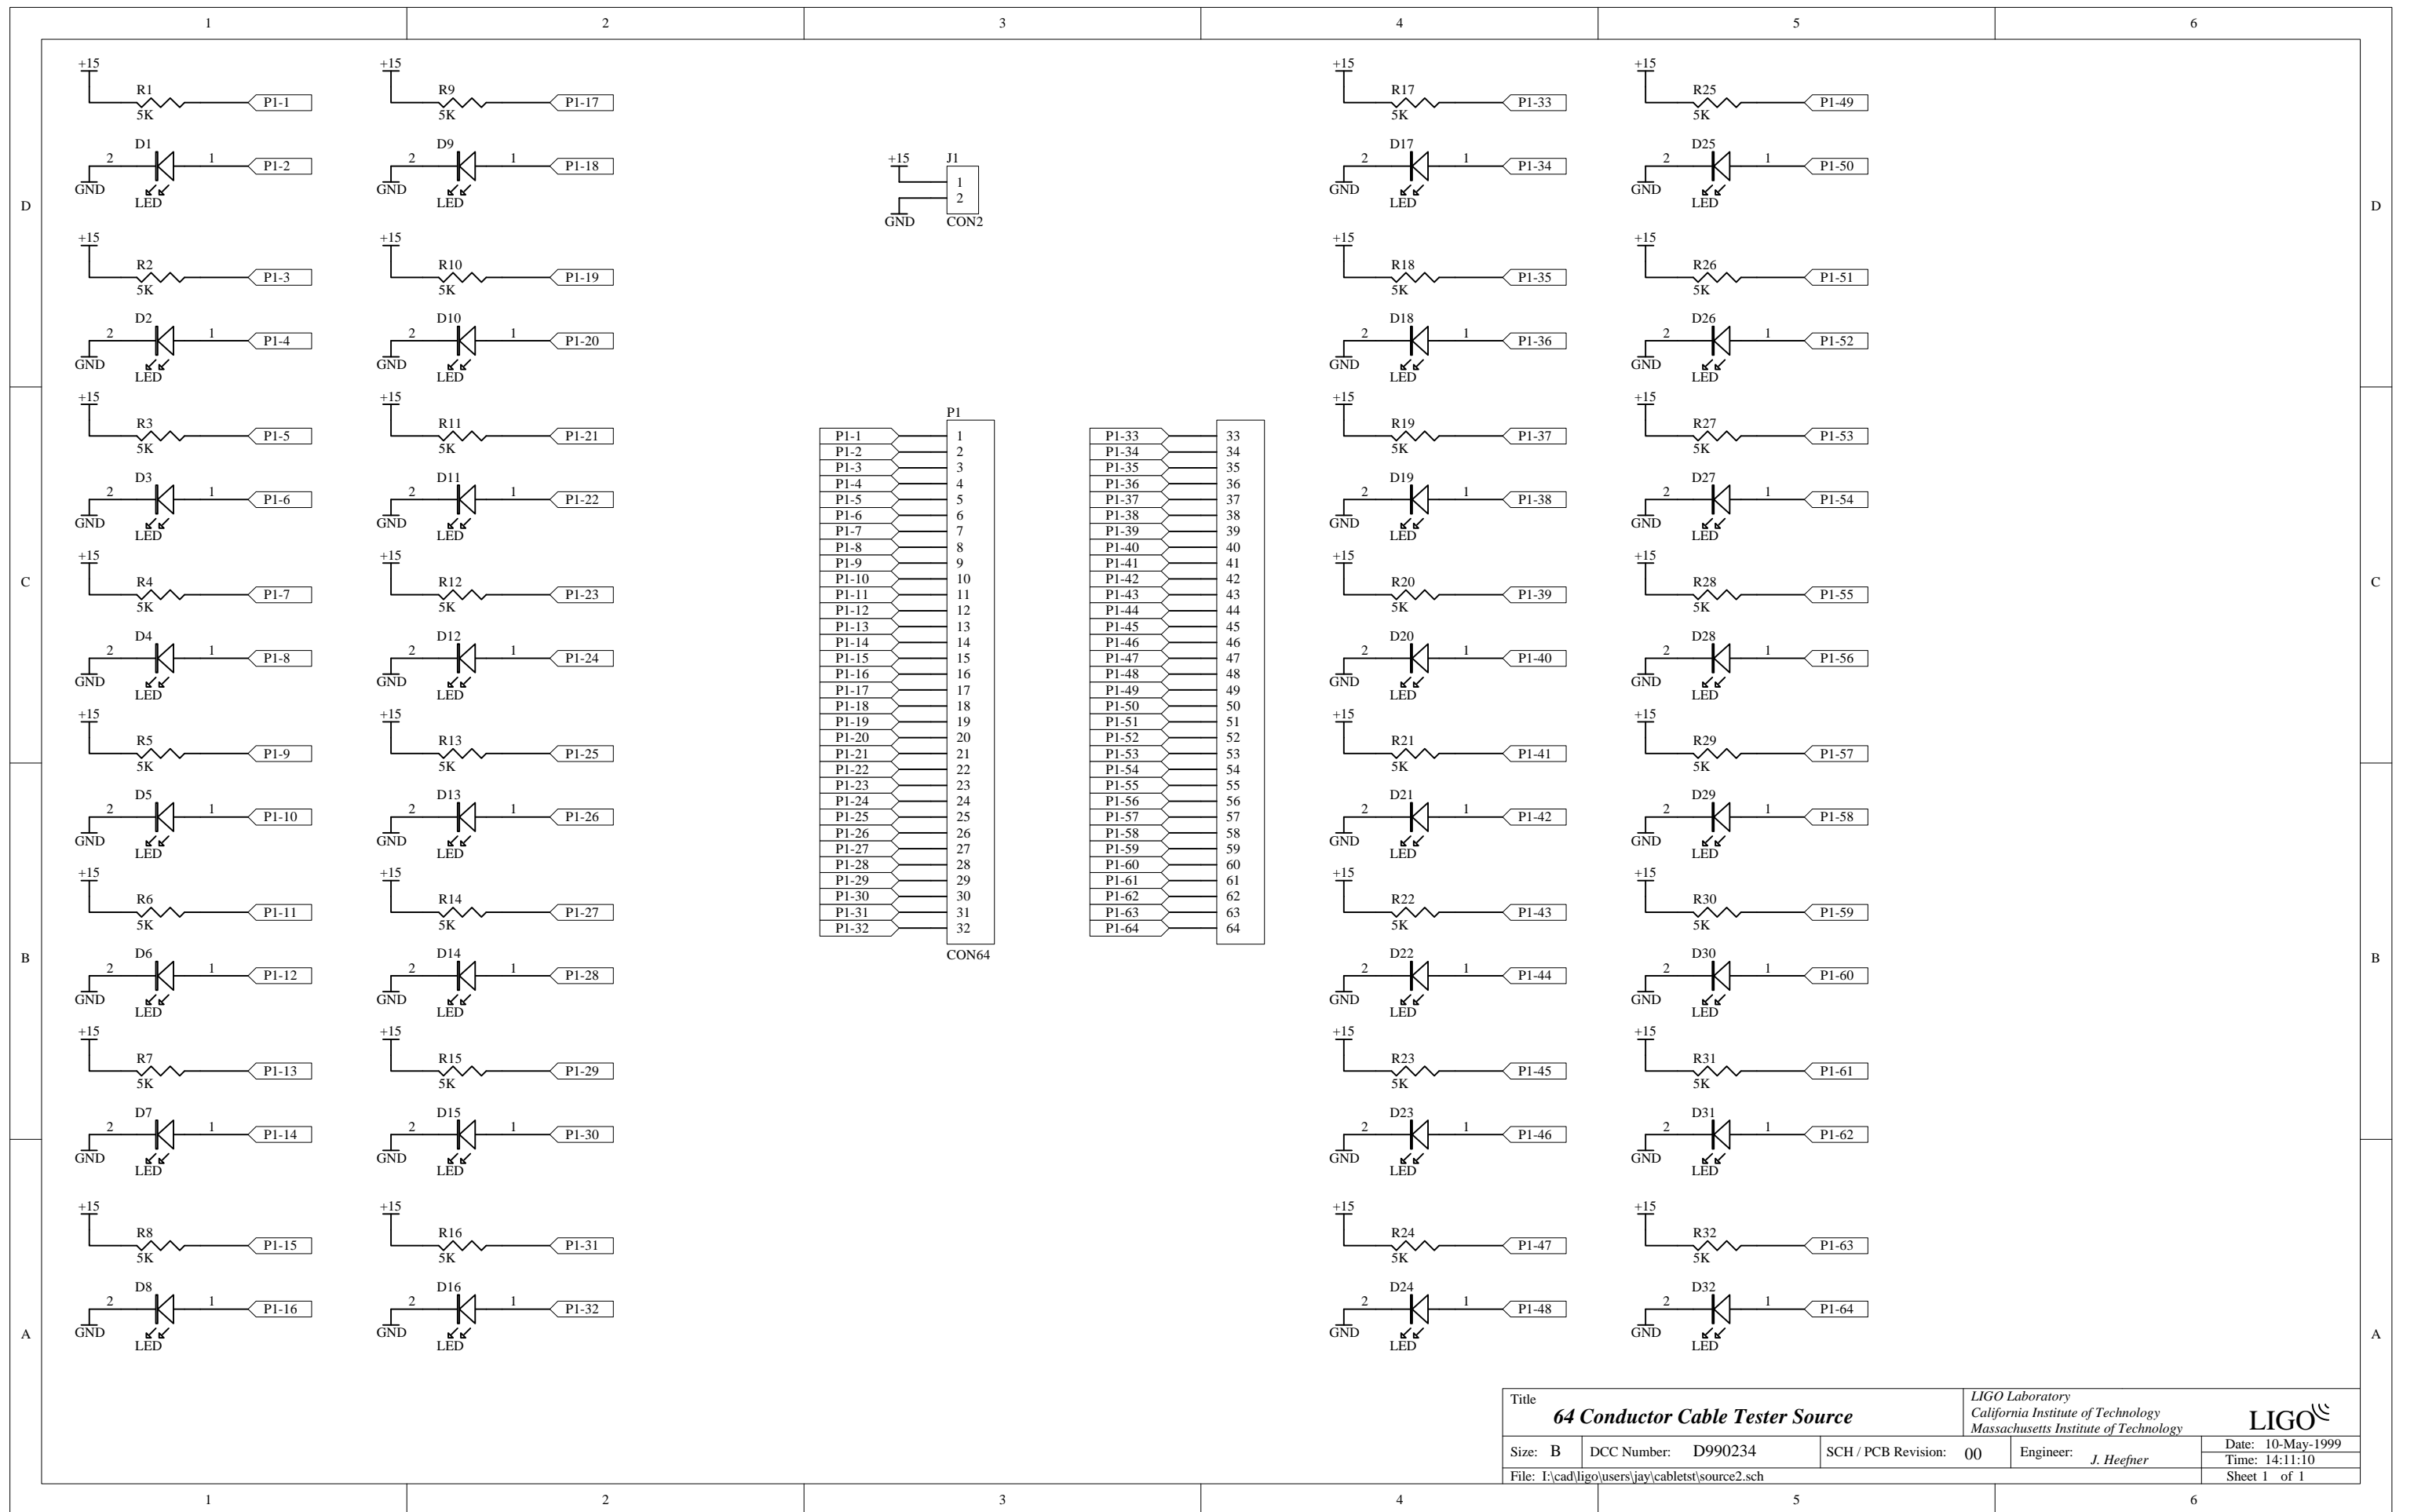 1 2 3 4 5 6
+15 +15 +15 +15
R1 R9 R17 R25
P1-1 P1-17 P1-33 P1-49
5K 5K 5K 5K
D1 D9 D17 D25
2 1 P1-2 2 1 P1-18 2 1 P1-34 2 1 P1-50
GND GND GND GND
LED LED LED LED
+15 J1
1
2
GND CON2
D D
+15 +15 +15 +15
R2 R10 R18 R26
P1-3 P1-19 P1-35 P1-51
5K 5K 5K 5K
D2 D10 D18 D26
2 1 P1-4 2 1 P1-20 2 1 P1-36 2 1 P1-52
GND GND GND GND
LED LED LED LED
+15 +15 +15 +15
R3 R11 R19 R27
P1-5 P1-21 P1-37 P1-53
5K 5K 5K 5K
D3 D11 D19 D27
2 1 P1-6 2 1 P1-22 2 1 P1-38 2 1 P1-54
GND GND GND GND
LED LED LED LED
+15 +15 +15 +15
R4 R12 R20 R28
C C
P1-7 P1-23 P1-39 P1-55
5K 5K 5K 5K
D4 D12 D20 D28
2 1 P1-8 2 1 P1-24 2 1 P1-40 2 1 P1-56
GND GND GND GND
LED LED LED LED
+15 +15 +15 +15
R5 R13 R21 R29
P1-9 P1-25 P1-41 P1-57
5K 5K 5K 5K
D5 D13 D21 D29
2 1 P1-10 2 1 P1-26 2 1 P1-42 2 1 P1-58
GND GND GND GND
LED LED LED LED
+15 +15 +15 +15
R6 R14 R22 R30
P1-11 P1-27 P1-43 P1-59
5K 5K 5K 5K
D6 D14 D22 D30
B B
2 1 P1-12 2 1 P1-28 2 1 P1-44 2 1 P1-60
GND GND GND GND
LED LED LED LED
+15 +15 +15 +15
R7 R15 R23 R31
P1-13 P1-29 P1-45 P1-61
5K 5K 5K 5K
D7 D15 D23 D31
2 1 P1-14 2 1 P1-30 2 1 P1-46 2 1 P1-62
GND GND GND GND
LED LED LED LED
+15 +15 +15 +15
R8 R16 R24 R32
P1-15 P1-31 P1-47 P1-63
5K 5K 5K 5K
D8 D16 D24 D32
2 1 P1-16 2 1 P1-32 2 1 P1-48 2 1 P1-64
GND GND GND GND
LED LED LED LED
A A
P1
P1-1 1 P1-33 33
P1-2 2 P1-34 34
P1-3 3 P1-35 35
P1-4 4 P1-36 36
P1-5 5 P1-37 37
P1-6 6 P1-38 38
P1-7 7 P1-39 39
P1-8 8 P1-40 40
P1-9 9 P1-41 41
P1-10 10 P1-42 42
P1-11 11 P1-43 43
P1-12 12 P1-44 44
P1-13 13 P1-45 45
P1-14 14 P1-46 46
P1-15 15 P1-47 47
P1-16 16 P1-48 48
P1-17 17 P1-49 49
P1-18 18 P1-50 50
P1-19 19 P1-51 51
P1-20 20 P1-52 52
P1-21 21 P1-53 53
P1-22 22 P1-54 54
P1-23 23 P1-55 55
P1-24 24 P1-56 56
P1-25 25 P1-57 57
P1-26 26 P1-58 58
P1-27 27 P1-59 59
P1-28 28 P1-60 60
P1-29 29 P1-61 61
P1-30 30 P1-62 62
P1-31 31 P1-63 63
P1-32 32 P1-64 64
CON64
Title
64 Conductor Cable Tester Source
LIGO Laboratory
California Institute of Technology
Massachusetts Institute of Technology
LIGO
Size: B DCC Number: D990234 SCH / PCB Revision: 00 Engineer: J. Heefner
Date: 10-May-1999
Time: 14:11:10
File: I:\cad\ligo\users\jay\cabletst\source2.sch
Sheet 1 of 1
1 2 3 4 5 6